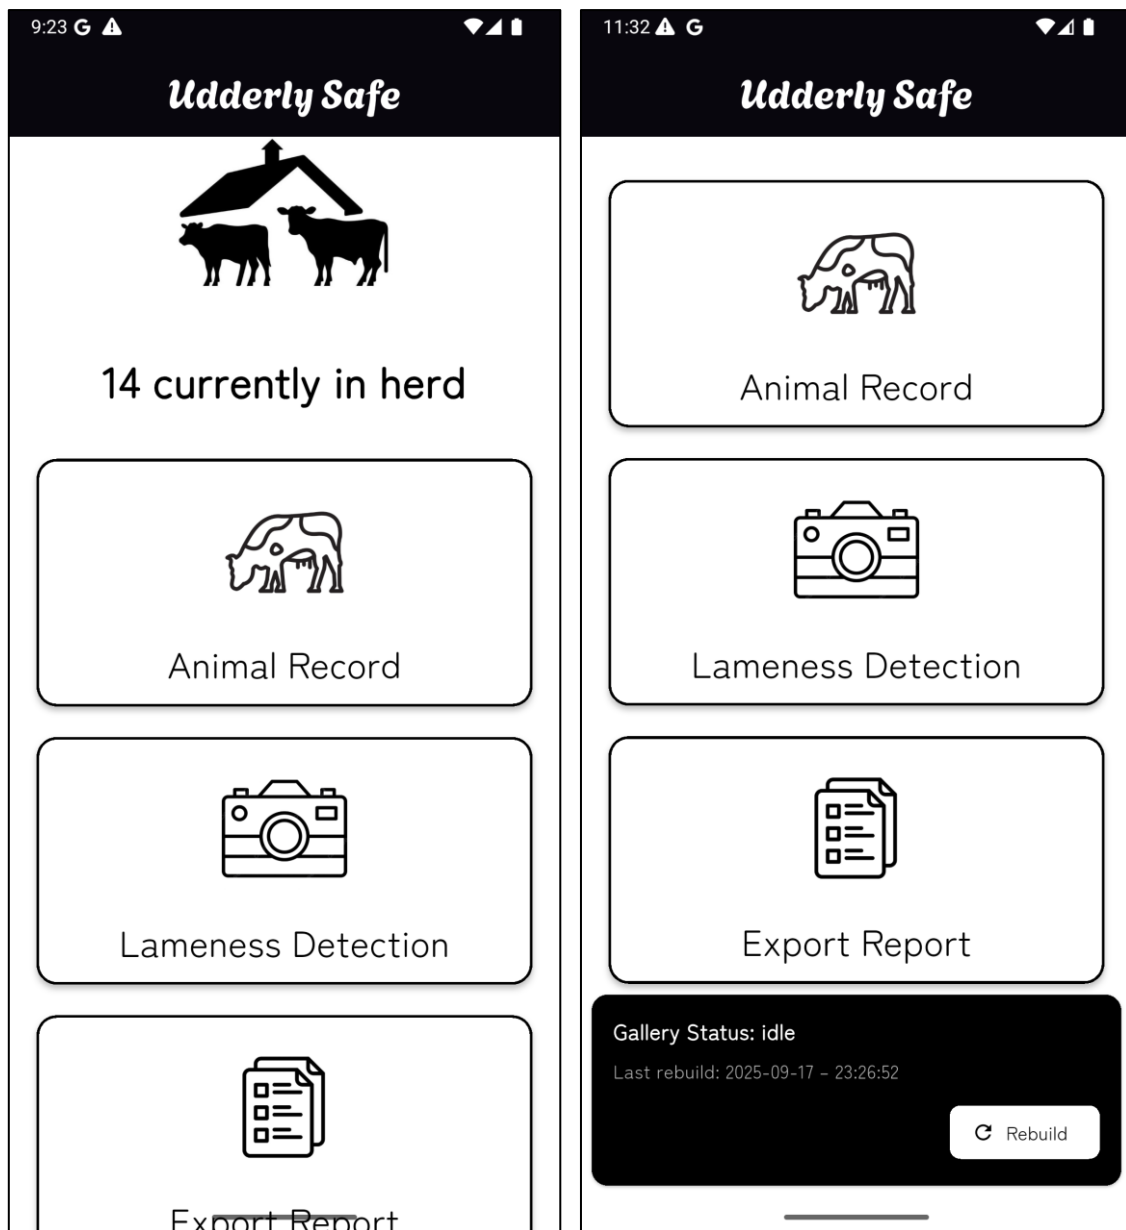 9:23
Udderly Safe
14 currently in herd
Animal Record
Lameness Detection
Export Report
11:32
Udderly Safe
Animal Record
Lameness Detection
Export Report
Gallery Status: idle
Last rebuild: 2025-09-17 – 23:26:52
Rebuild